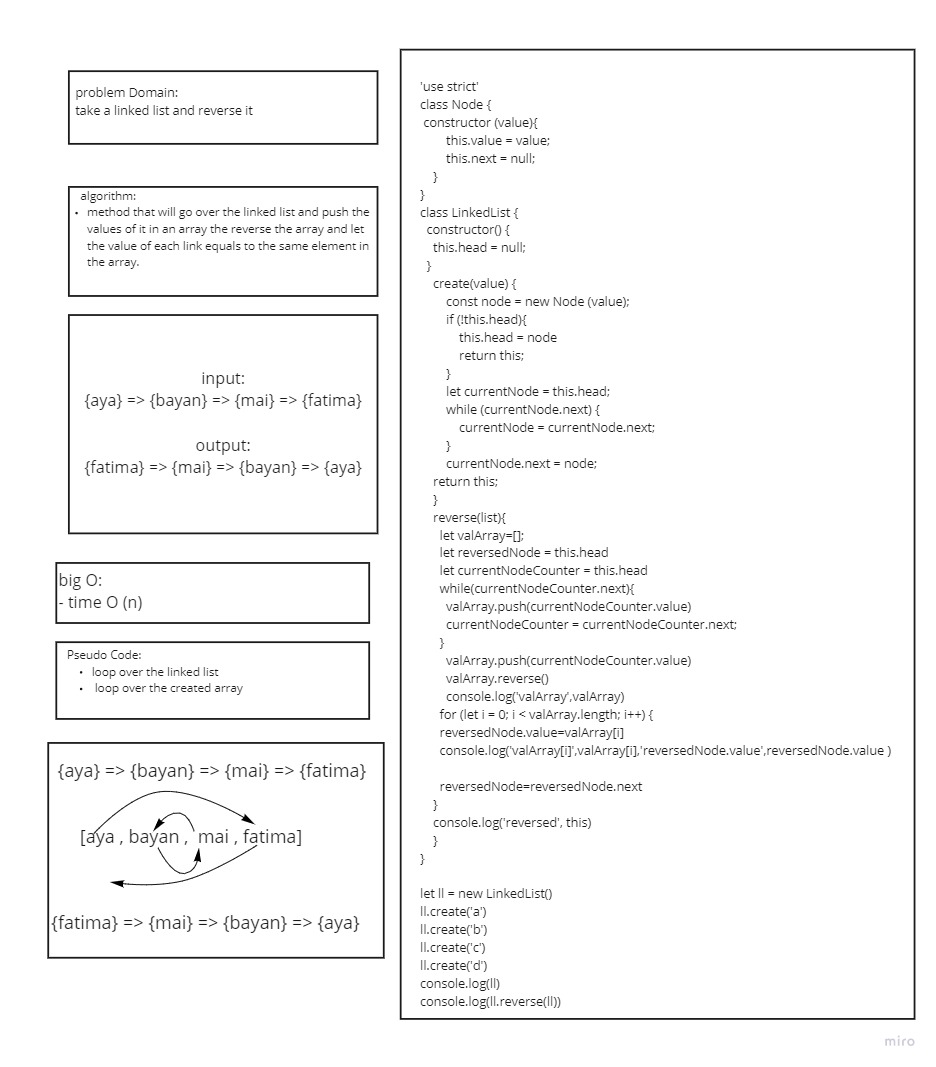 problem Domain:
take a linked list and reverse it
algorithm:
• method that will go over the linked list and push the
values of it in an array the reverse the array and let
the value of each link equals to the same element in
the array.
input:
{aya} => {bayan} => {mai} => {fatima}
output:
{fatima} => {mai} => {bayan} => {aya}
big O:
- time O (n)
Pseudo Code:
• loop over the linked list
• loop over the created array
{aya} => {bayan} => {mai} => {fatima}
[aya , bayan , mai , fatima]
{fatima} => {mai} => {bayan} => {aya}
'use strict'
class Node {
constructor (value){
this.value = value;
this.next = null;
}
}
class LinkedList {
constructor() {
this.head = null;
}
create(value) {
const node = new Node (value);
if (!this.head){
this.head = node
return this;
}
let currentNode = this.head;
while (currentNode.next) {
currentNode = currentNode.next;
}
currentNode.next = node;
return this;
}
reverse(list){
let valArray=[];
let reversedNode = this.head
let currentNodeCounter = this.head
while(currentNodeCounter.next){
valArray.push(currentNodeCounter.value)
currentNodeCounter = currentNodeCounter.next;
}
valArray.push(currentNodeCounter.value)
valArray.reverse()
console.log('valArray',valArray)
for (let i = 0; i < valArray.length; i++) {
reversedNode.value=valArray[i]
console.log('valArray[i]',valArray[i],'reversedNode.value',reversedNode.value )
reversedNode=reversedNode.next
}
console.log('reversed', this)
}
}
let ll = new LinkedList()
ll.create('a')
ll.create('b')
ll.create('c')
ll.create('d')
console.log(ll)
console.log(ll.reverse(ll))
miro